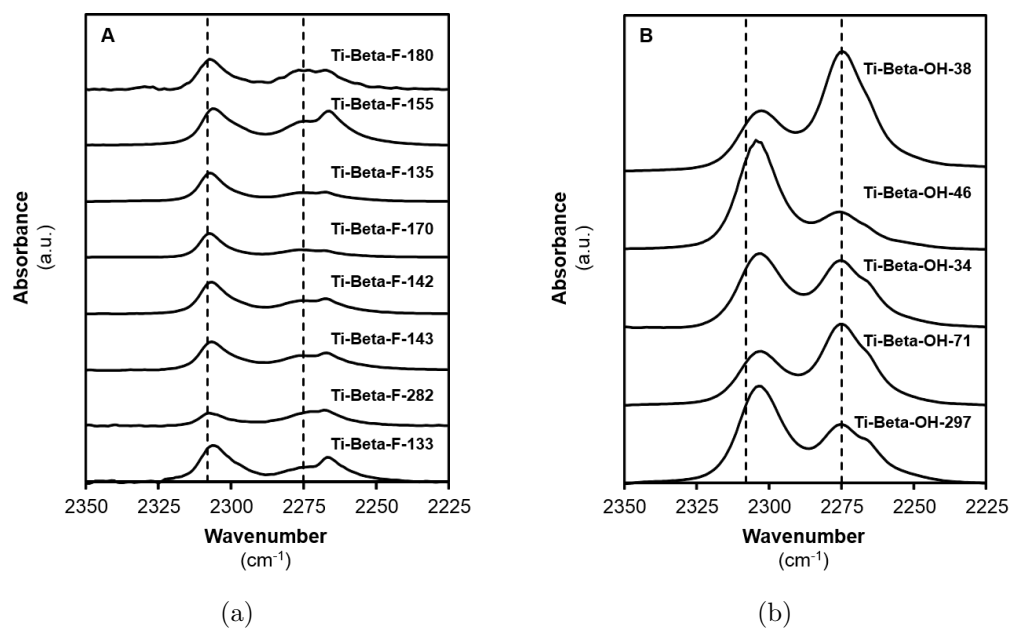 A
Ti-Beta-F-180
Ti-Beta-F-155
Ti-Beta-F-135
Ti-Beta-F-170
Ti-Beta-F-142
Ti-Beta-F-143
Ti-Beta-F-282
Ti-Beta-F-133
Absorbance
(a.u.)
2350 2325 2300 2275 2250 2225
Wavenumber
(cm⁻¹)
(a)
B
Ti-Beta-OH-38
Ti-Beta-OH-46
Ti-Beta-OH-34
Ti-Beta-OH-71
Ti-Beta-OH-297
Absorbance
(a.u.)
2350 2325 2300 2275 2250 2225
Wavenumber
(cm⁻¹)
(b)